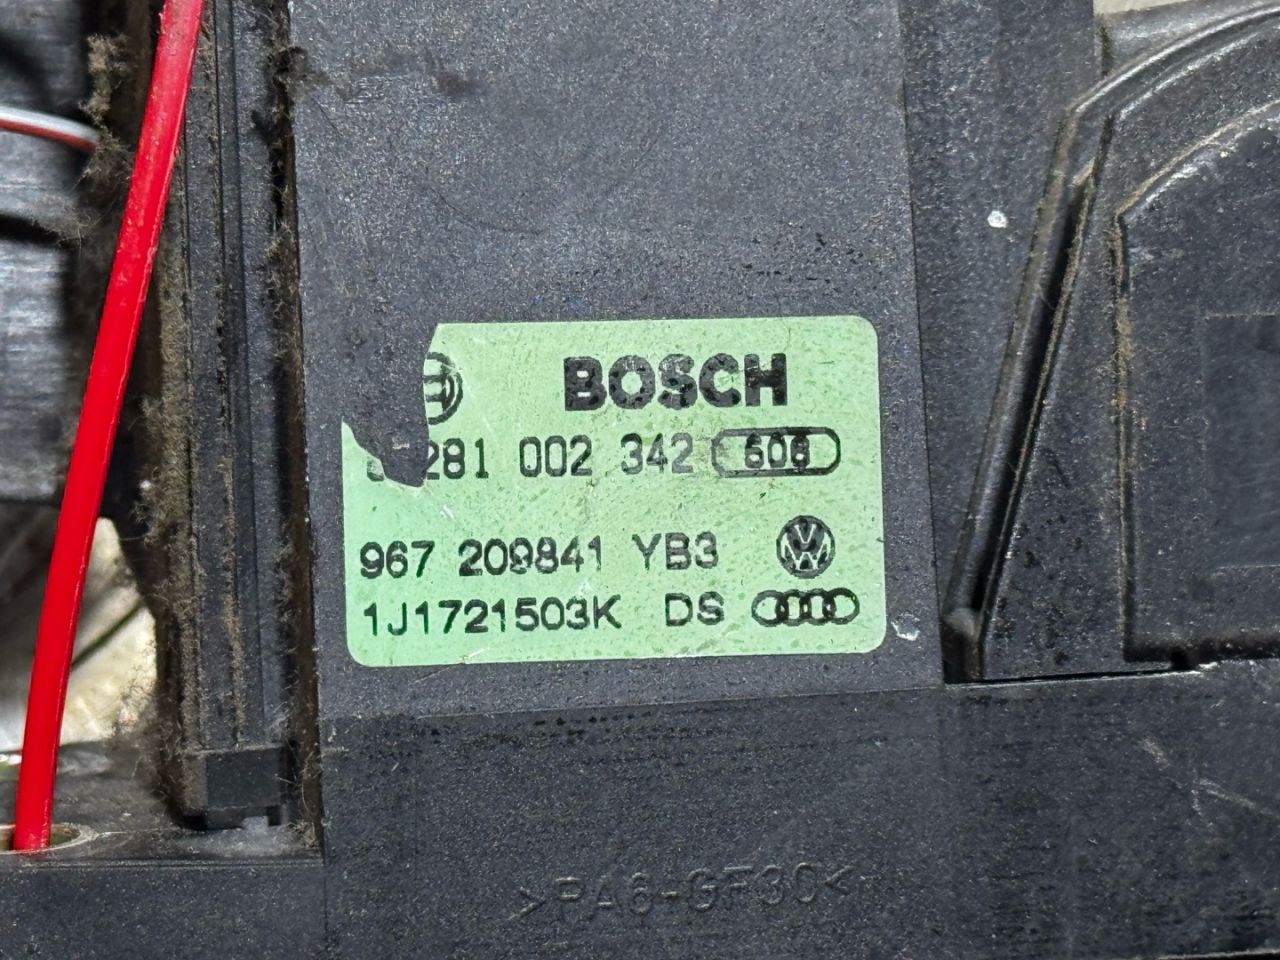 BOSCH
281 002 342 608
967 209841 YB3
1J1721503K DS
>PA6-GF30<